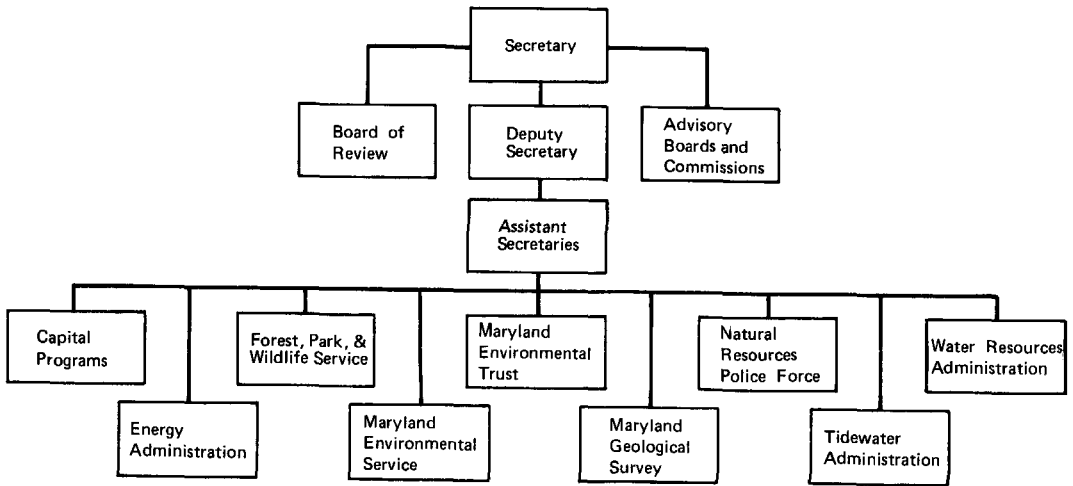 Secretary
Board of
Review
Deputy
Secretary
Advisory
Boards and
Commissions
Assistant
Secretaries
Capital
Programs
Forest, Park, &
Wildlife Service
Maryland
Environmental
Trust
Natural
Resources
Police Force
Water Resources
Administration
Energy
Administration
Maryland
Environmental
Service
Maryland
Geological
Survey
Tidewater
Administration